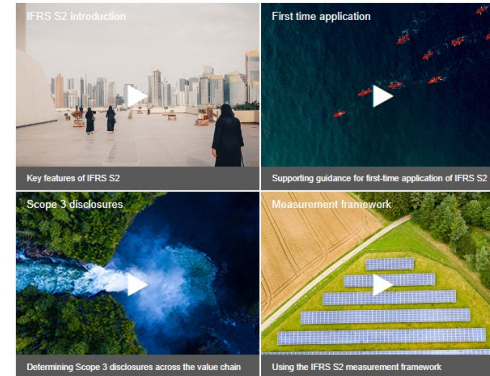 IFRS S2 introduction
Key features of IFRS S2
First time application
Supporting guidance for first-time application of IFRS S2
Scope 3 disclosures
Determining Scope 3 disclosures across the value chain
Measurement framework
Using the IFRS S2 measurement framework